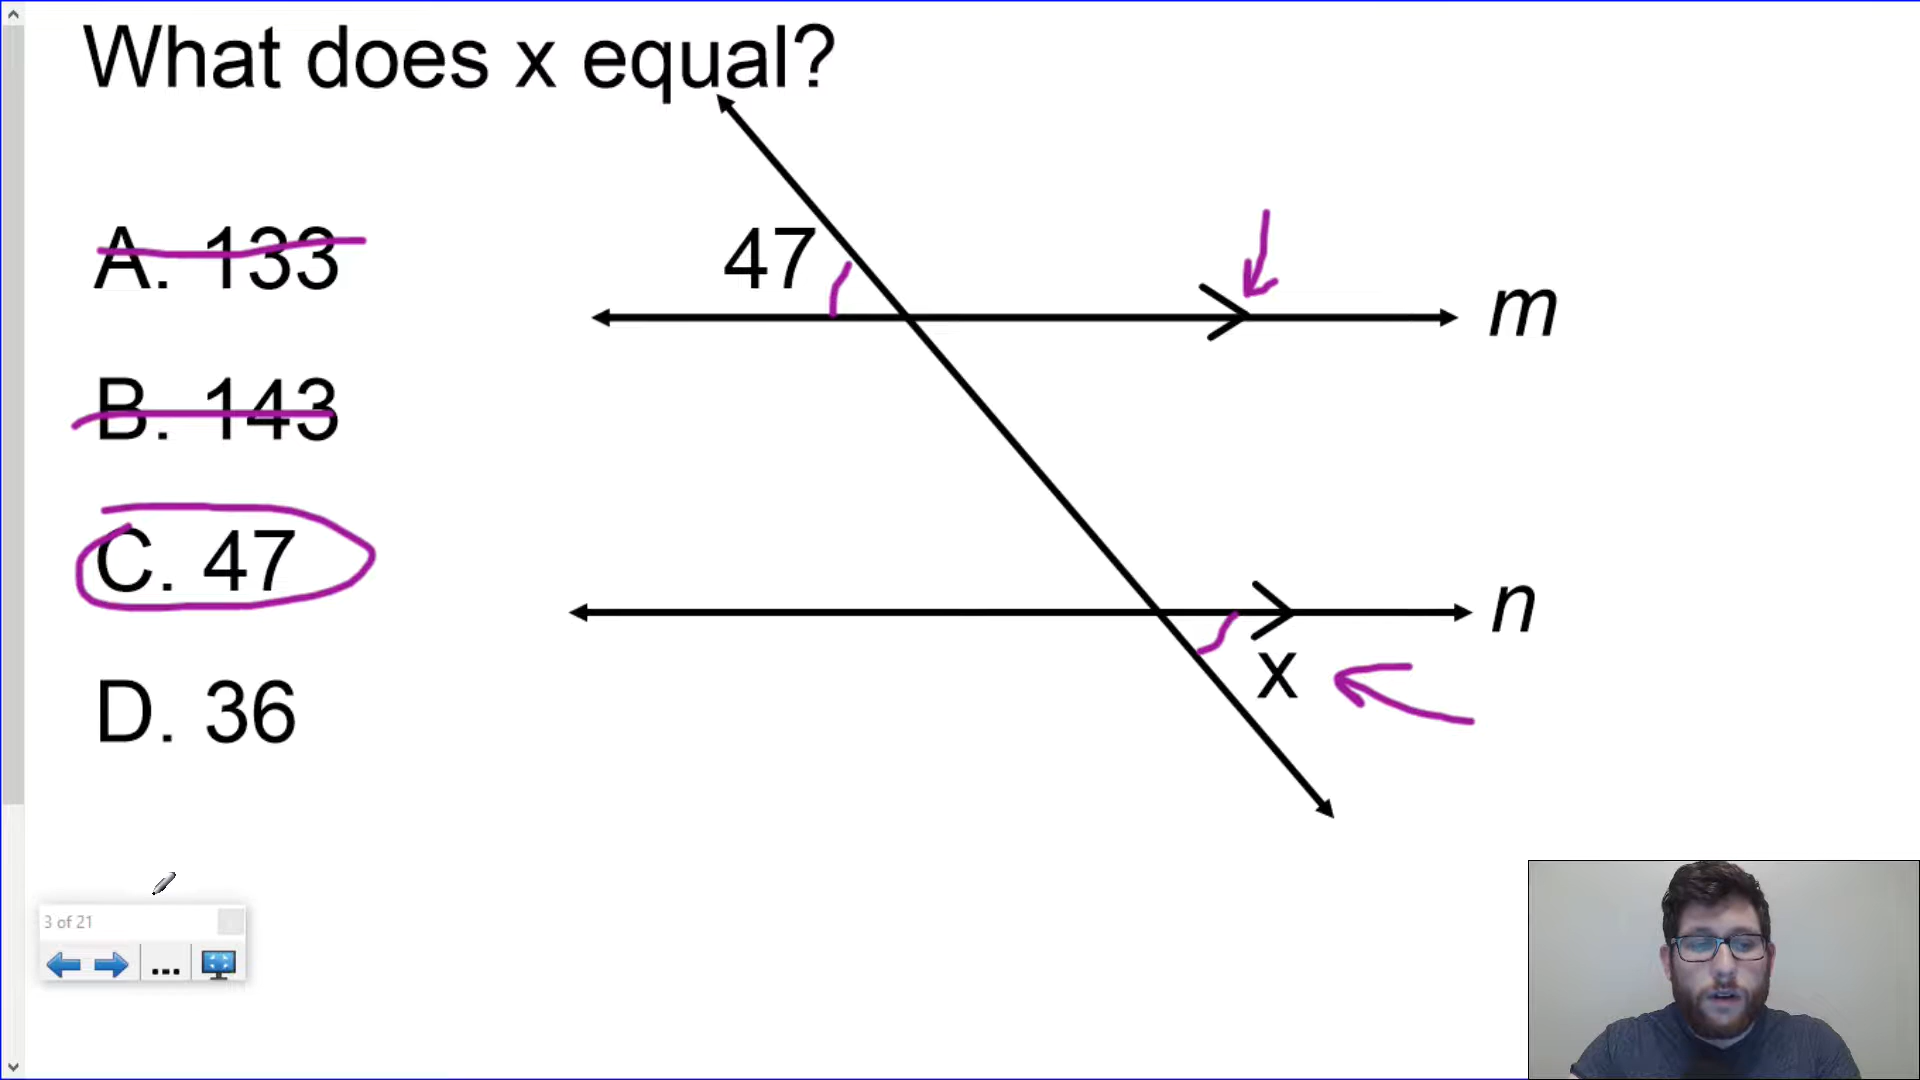 What does x equal?
A. 133
47
m
B. 143
C. 47
n
x
D. 36
3 of 21
...